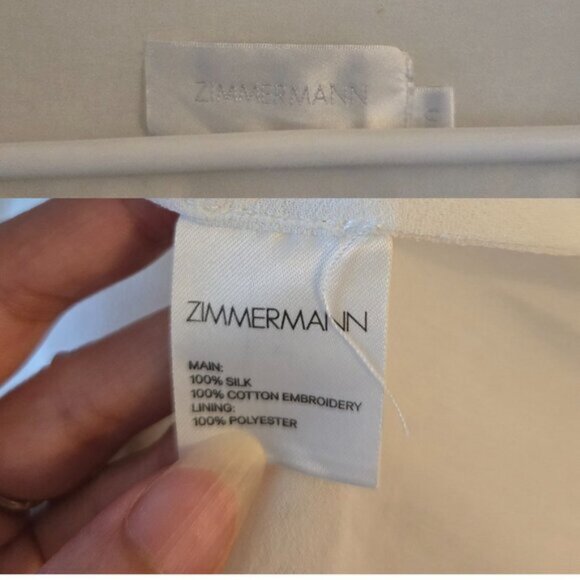 ZIMMERMANN
ZIMMERMANN
MAIN:
100% SILK
100% COTTON EMBROIDERY
LINING:
100% POLYESTER